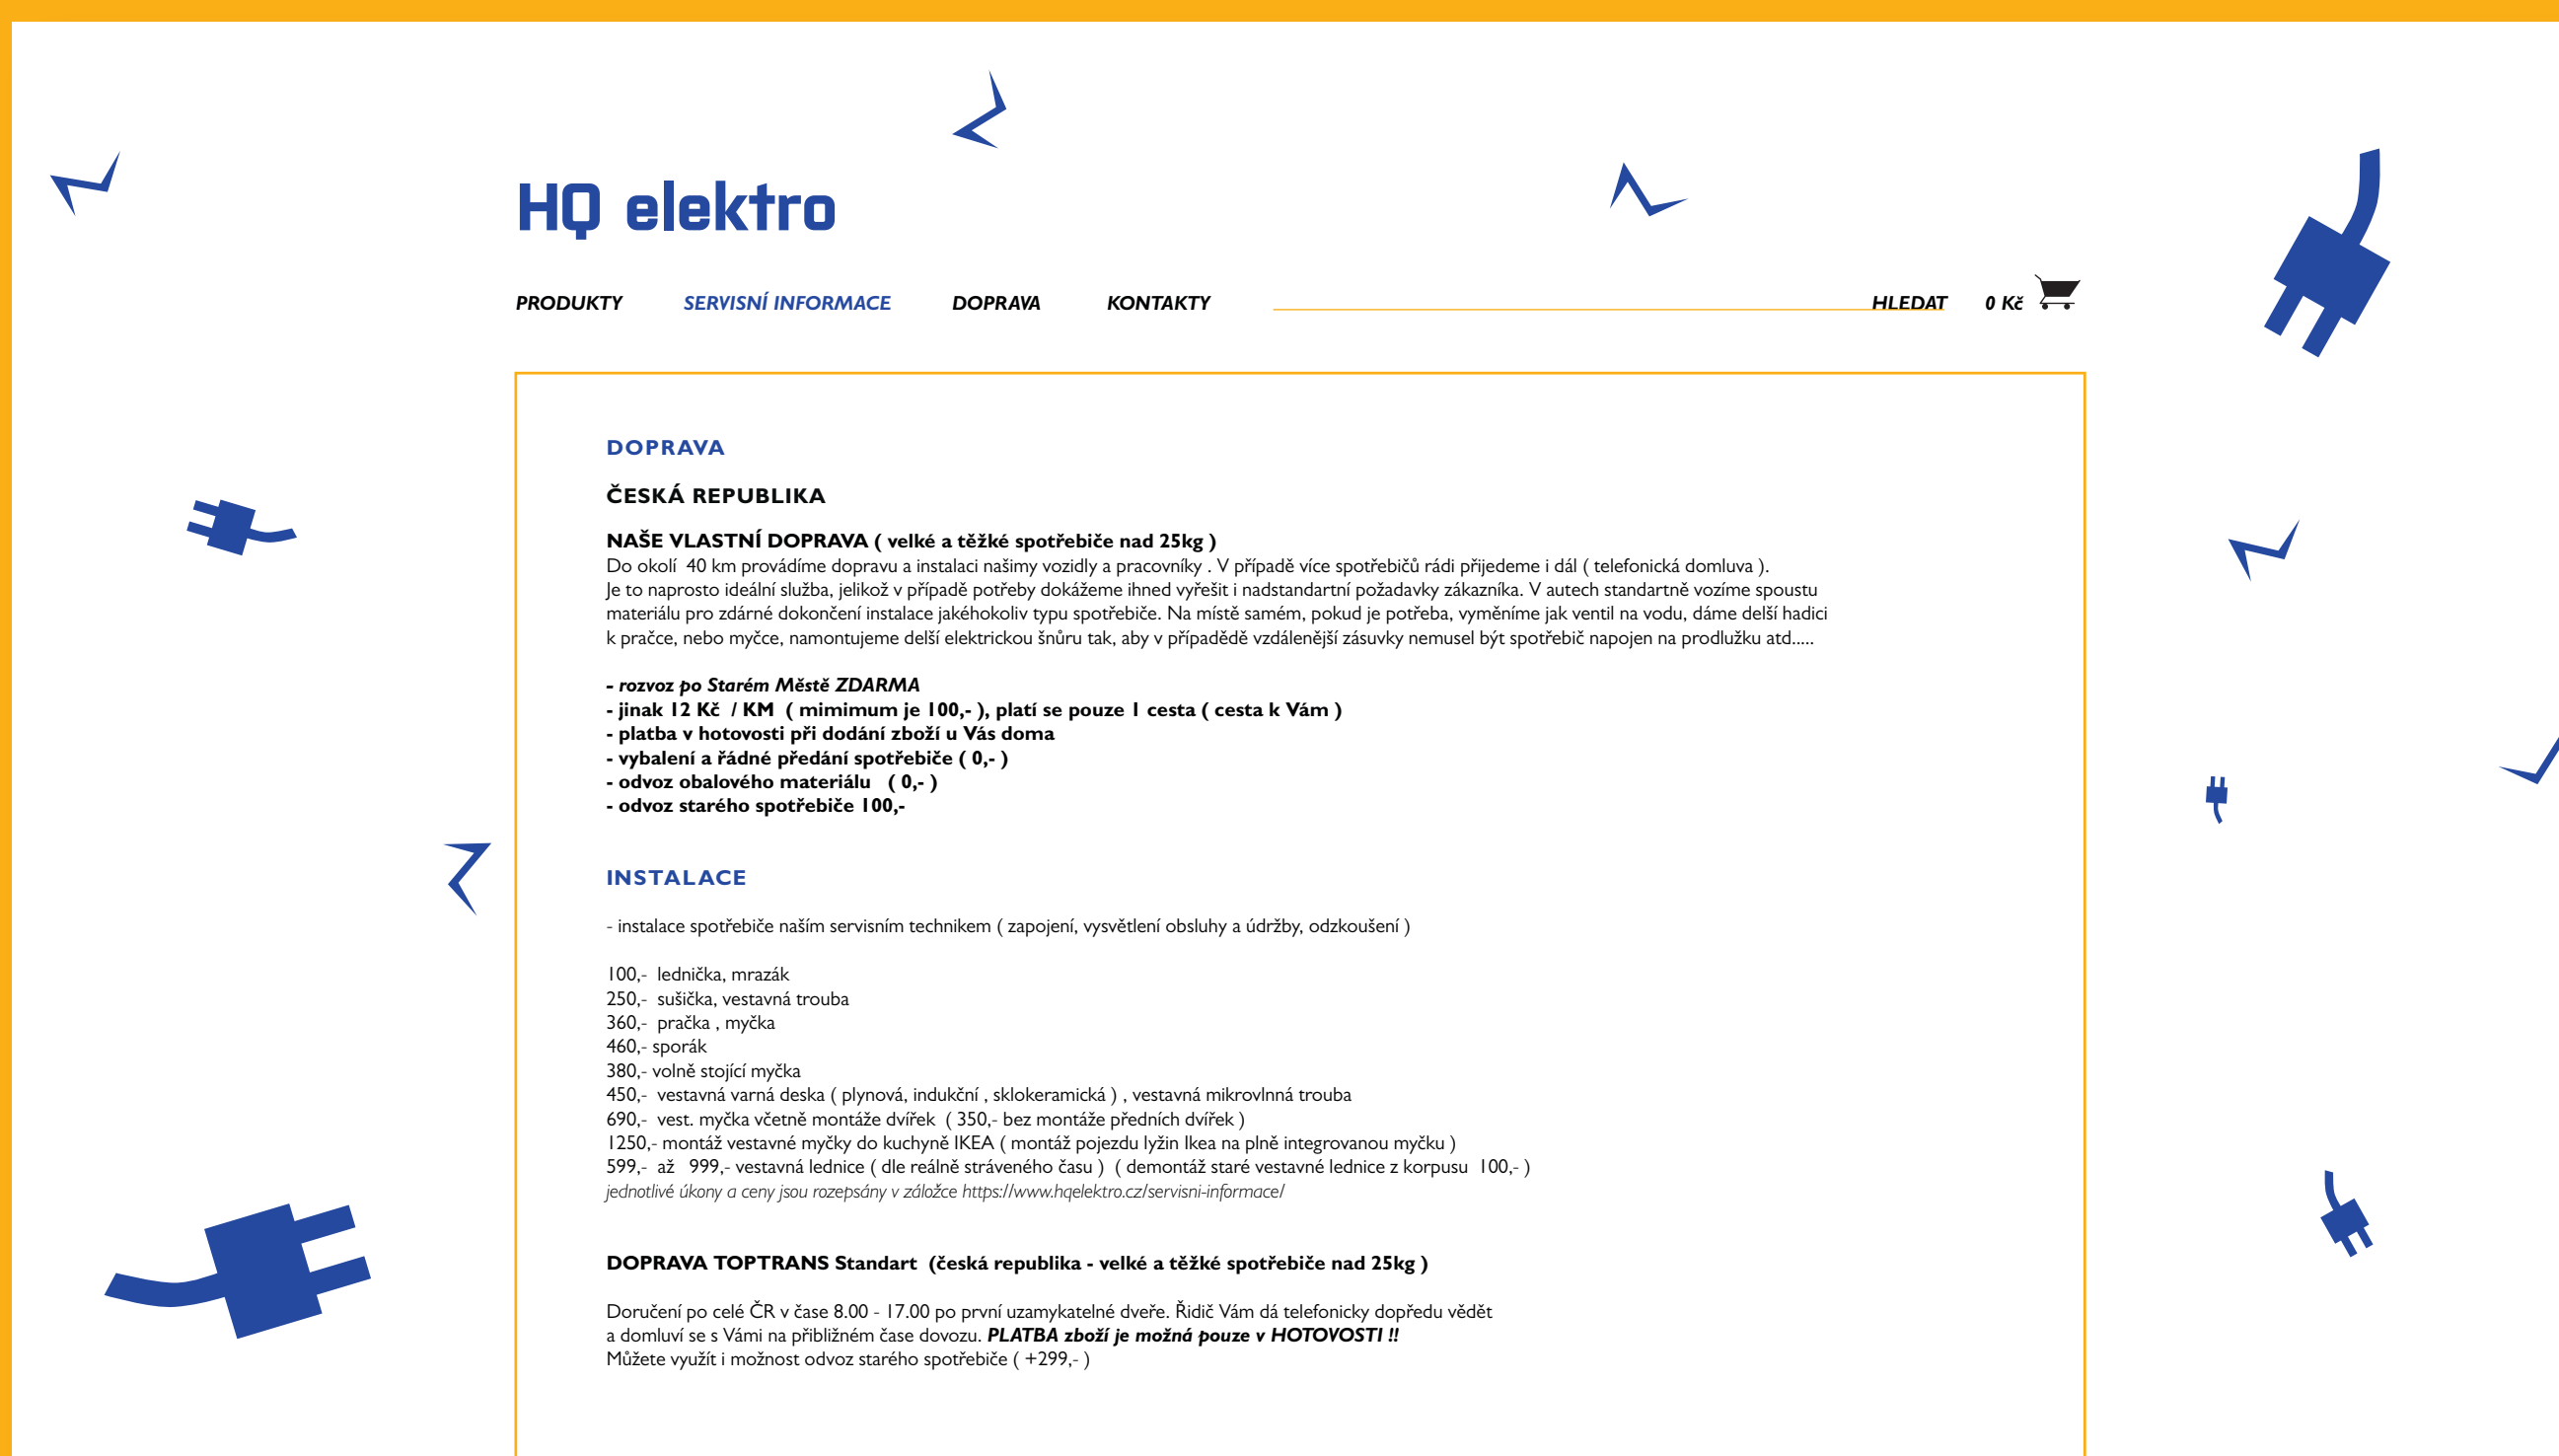 HQ elektro
PRODUKTY SERVISNÍ INFORMACE DOPRAVA KONTAKTY HLEDAT 0 Kč
DOPRAVA
ČESKÁ REPUBLIKA
NAŠE VLASTNÍ DOPRAVA ( velké a těžké spotřebiče nad 25kg )
Do okolí 40 km provádíme dopravu a instalaci našimy vozidly a pracovníky . V případě více spotřebičů rádi přijedeme i dál ( telefonická domluva ).
Je to naprosto ideální služba, jelikož v případě potřeby dokážeme ihned vyřešit i nadstandartní požadavky zákazníka. V autech standartně vozíme spoustu
materiálu pro zdárné dokončení instalace jakéhokoliv typu spotřebiče. Na místě samém, pokud je potřeba, vyměníme jak ventil na vodu, dáme delší hadici
k pračce, nebo myčce, namontujeme delší elektrickou šnůru tak, aby v případědě vzdálenější zásuvky nemusel být spotřebič napojen na prodlužku atd.....
- rozvoz po Starém Městě ZDARMA
- jinak 12 Kč / KM ( mimimum je 100,- ), platí se pouze 1 cesta ( cesta k Vám )
- platba v hotovosti při dodání zboží u Vás doma
- vybalení a řádné předání spotřebiče ( 0,- )
- odvoz obalového materiálu ( 0,- )
- odvoz starého spotřebiče 100,-
INSTALACE
- instalace spotřebiče naším servisním technikem ( zapojení, vysvětlení obsluhy a údržby, odzkoušení )
100,- lednička, mrazák
250,- sušička, vestavná trouba
360,- pračka , myčka
460,- sporák
380,- volně stojící myčka
450,- vestavná varná deska ( plynová, indukční , sklokeramická ) , vestavná mikrovlnná trouba
690,- vest. myčka včetně montáže dvířek ( 350,- bez montáže předních dvířek )
1250,- montáž vestavné myčky do kuchyně IKEA ( montáž pojezdu lyžin Ikea na plně integrovanou myčku )
599,- až 999,- vestavná lednice ( dle reálně stráveného času ) ( demontáž staré vestavné lednice z korpusu 100,- )
jednotlivé úkony a ceny jsou rozepsány v záložce https://www.hqelektro.cz/servisni-informace/
DOPRAVA TOPTRANS Standart (česká republika - velké a těžké spotřebiče nad 25kg )
Doručení po celé ČR v čase 8.00 - 17.00 po první uzamykatelné dveře. Řidič Vám dá telefonicky dopředu vědět
a domluví se s Vámi na přibližném čase dovozu. PLATBA zboží je možná pouze v HOTOVOSTI !!
Můžete využít i možnost odvoz starého spotřebiče ( +299,- )